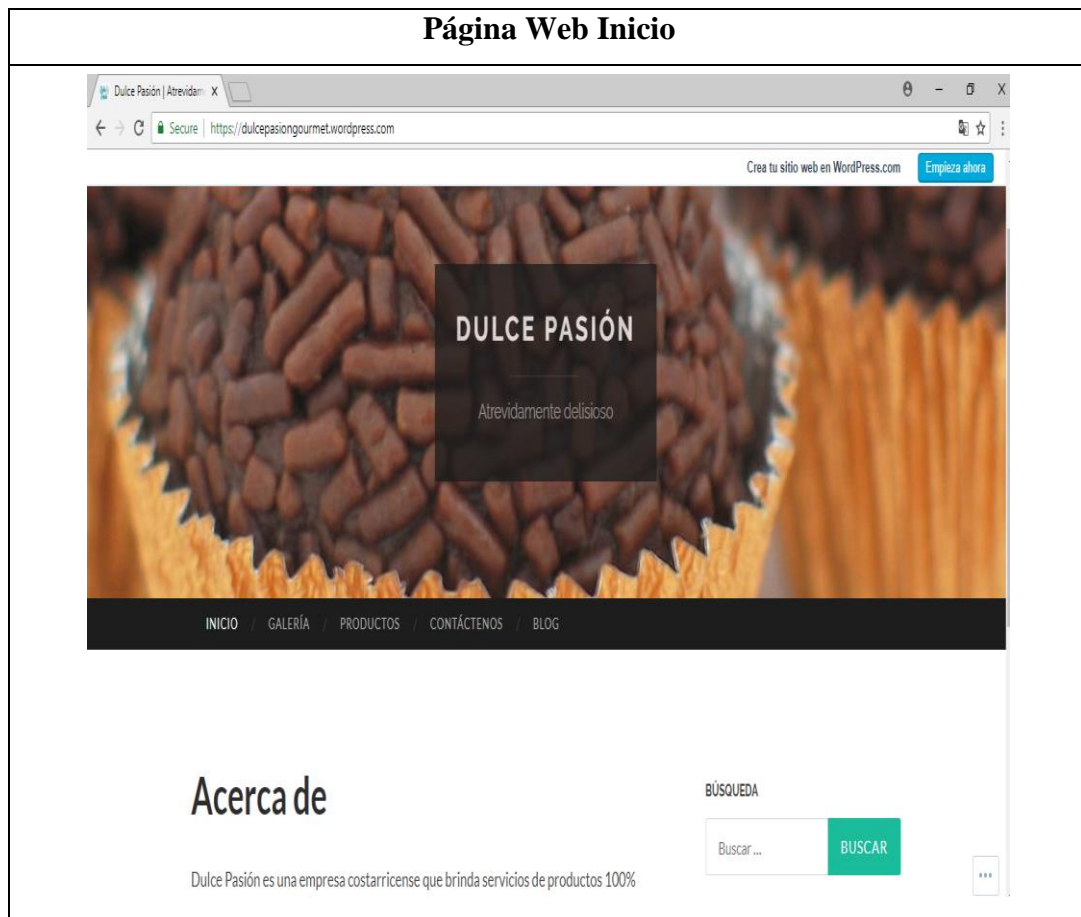 Página Web Inicio
Dulce Pasión | Atrevidam
Secure | https://dulcepasiongourmet.wordpress.com
Crea tu sitio web en WordPress.com Empieza ahora
DULCE PASIÓN
Atrevidamente delisioso
INICIO / GALERÍA / PRODUCTOS / CONTÁCTENOS / BLOG
Acerca de
BÚSQUEDA
Buscar ... BUSCAR
Dulce Pasión es una empresa costarricense que brinda servicios de productos 100%